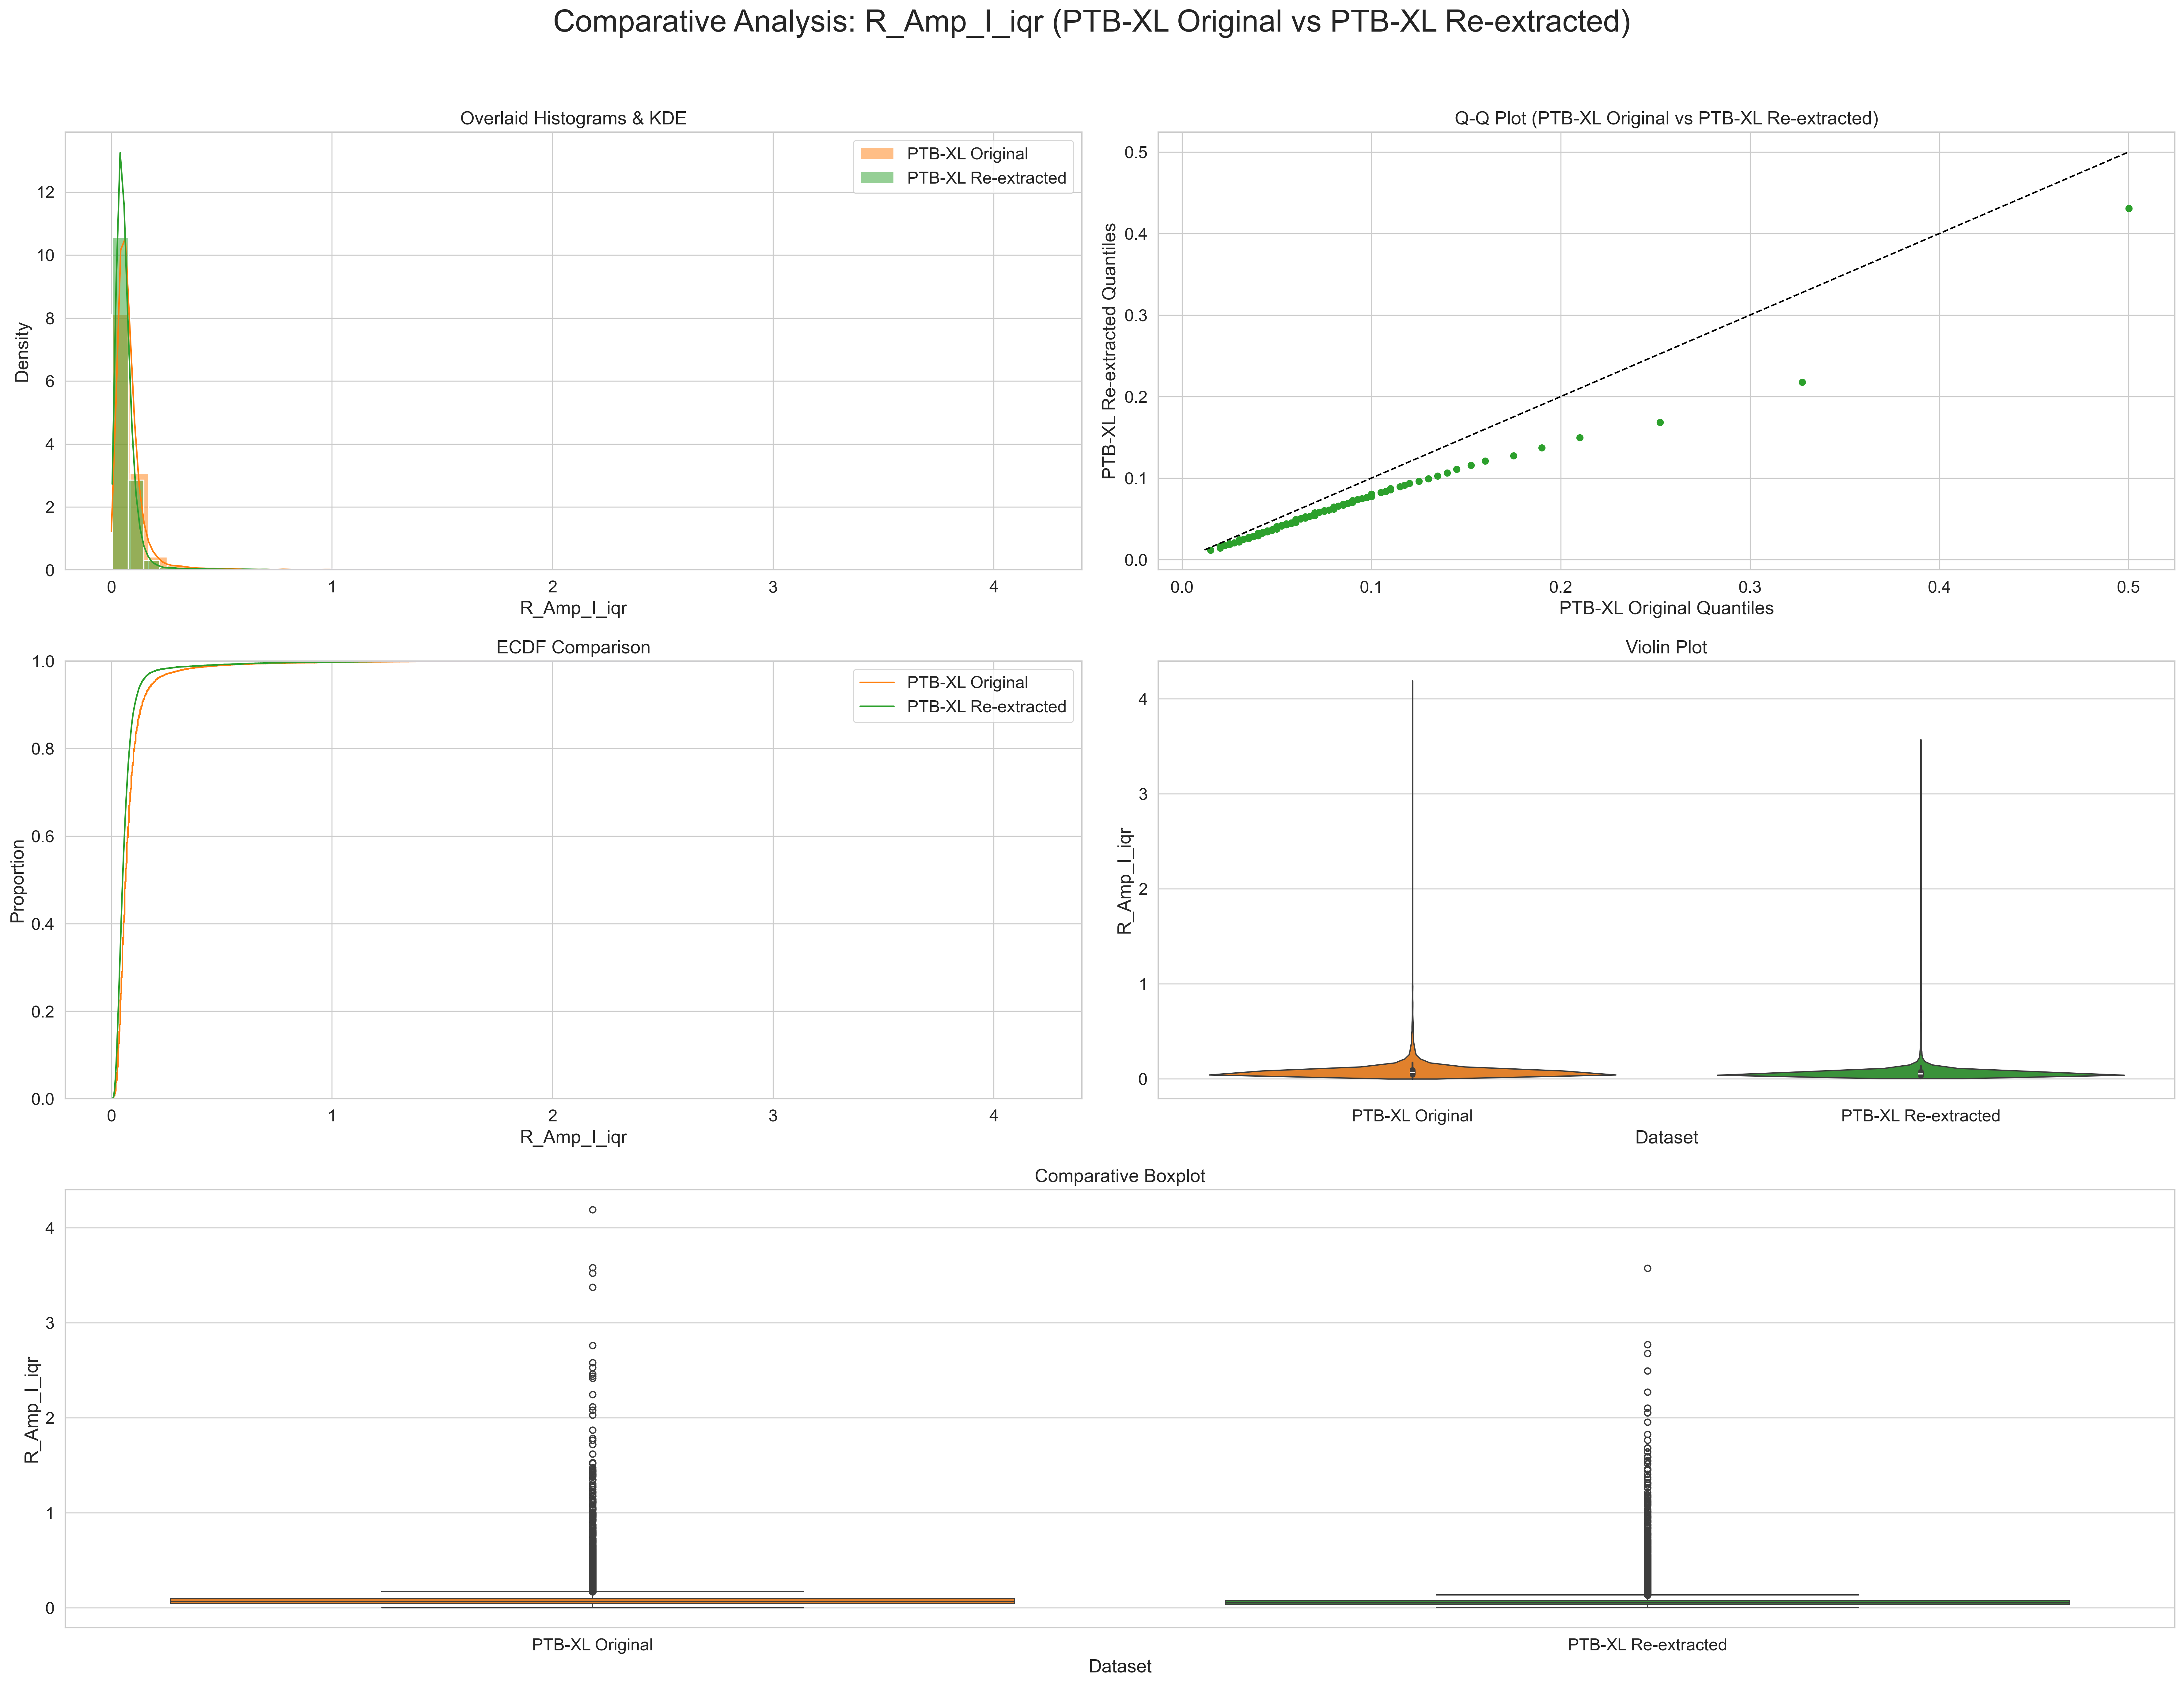 Comparative Analysis: R_Amp_I_iqr (PTB-XL Original vs PTB-XL Re-extracted)
Overlaid Histograms & KDE
PTB-XL Original
PTB-XL Re-extracted
Density
12
10
8
6
4
2
0
0
1
2
3
4
R_Amp_I_iqr
Q-Q Plot (PTB-XL Original vs PTB-XL Re-extracted)
PTB-XL Re-extracted Quantiles
0.5
0.4
0.3
0.2
0.1
0.0
0.0
0.1
0.2
0.3
0.4
0.5
PTB-XL Original Quantiles
ECDF Comparison
PTB-XL Original
PTB-XL Re-extracted
Proportion
1.0
0.8
0.6
0.4
0.2
0.0
0
1
2
3
4
R_Amp_I_iqr
Violin Plot
R_Amp_I_iqr
4
3
2
1
0
PTB-XL Original
PTB-XL Re-extracted
Dataset
Comparative Boxplot
R_Amp_I_iqr
4
3
2
1
0
PTB-XL Original
PTB-XL Re-extracted
Dataset